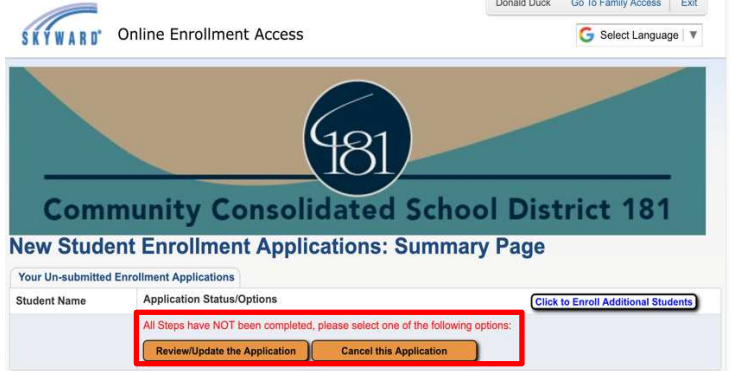 Donald Duck Go To Family Access Exit
SKYWARD® Online Enrollment Access
G Select Language ▼
181
Community Consolidated School District 181
New Student Enrollment Applications: Summary Page
Your Un-submitted Enrollment Applications
Student Name Application Status/Options Click to Enroll Additional Students
All Steps have NOT been completed, please select one of the following options:
Review/Update the Application Cancel this Application